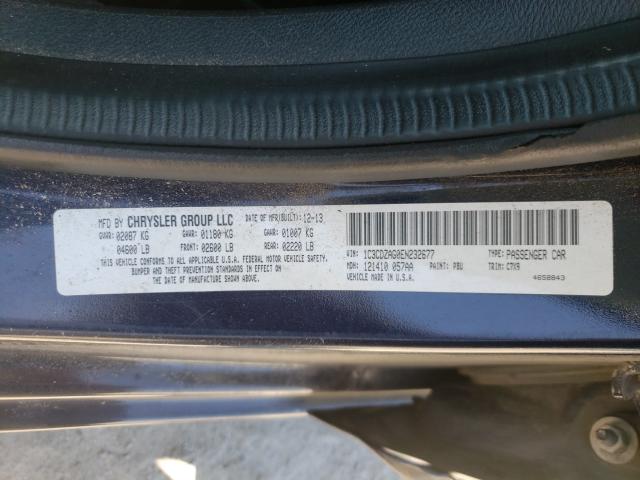 MFD BY CHRYSLER GROUP LLC DATE OF MFR(BUILT): 12-13
GVWR: 02087 KG GAWR: 01180 KG GAWR: 01007 KG
04600 LB FRONT: 02600 LB REAR: 02220 LB
THIS VEHICLE CONFORMS TO ALL APPLICABLE FEDERAL MOTOR VEHICLE SAFETY,
BUMPER AND THEFT PREVENTION STANDARDS IN EFFECT IN U.S.A. ON
THE DATE OF MANUFACTURE SHOWN ABOVE.
VIN: 1C3CDZAG0EN232677 TYPE: PASSENGER CAR
MDH: 121410 057AA PAINT: PBU TRIM: C7X9
VEHICLE MADE IN U.S.A. 4658843